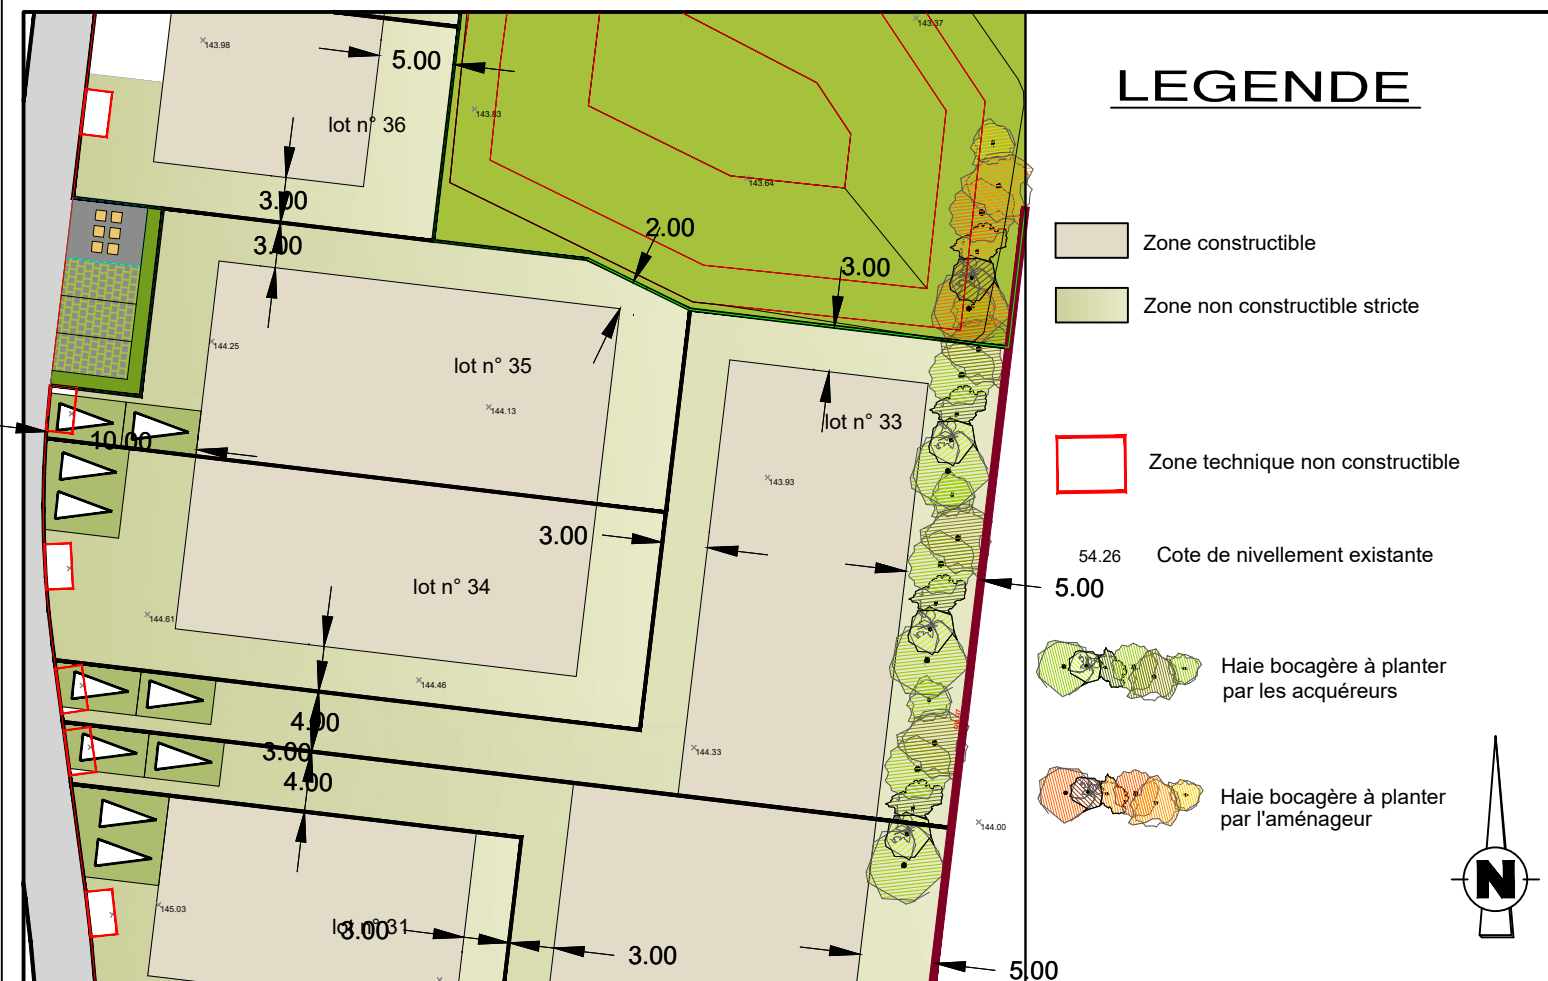 143.98
5.00
143.37
LEGENDE
143.83
lot n° 36
143.64
3.00
2.00
3.00
3.00
Zone constructible
Zone non constructible stricte
144.25
lot n° 35
144.13
lot n° 33
10.00
Zone technique non constructible
143.93
3.00
54.26 Cote de nivellement existante
lot n° 34
5.00
144.61
Haie bocagère à planter
par les acquéreurs
144.46
4.00
3.00
144.33
4.00
Haie bocagère à planter
par l'aménageur
144.00
N
145.03
lot n° 31
3.00
3.00
5.00